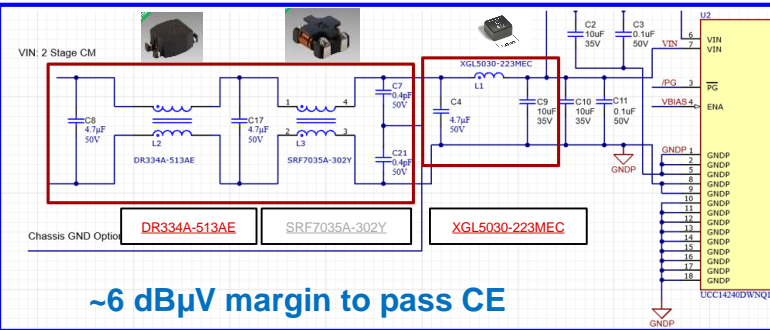 VIN: 2 Stage CM
C8
4.7µF
50V
L2
DR334A-513AE
C17
4.7µF
50V
1
4
2
3
L3
SRF7035A-302Y
C7
0.4pF
50V
C21
0.4pF
50V
XGL5030-223MEC
L1
C4
4.7µF
50V
C9
10uF
35V
C10
10uF
35V
C11
0.1uF
50V
C2
10uF
35V
C3
0.1uF
50V
GNDP
U2
VIN
6
VIN
7
VIN
/PG
3
PG
VBIAS
4
ENA
GNDP
1
GNDP
2
GNDP
5
GNDP
8
GNDP
9
GNDP
10
GNDP
11
GNDP
12
GNDP
13
GNDP
14
GNDP
15
GNDP
16
GNDP
17
GNDP
18
GNDP
UCC14240DWNQ1
GNDP
Chassis GND Option
DR334A-513AE
SRF7035A-302Y
XGL5030-223MEC
~6 dBµV margin to pass CE